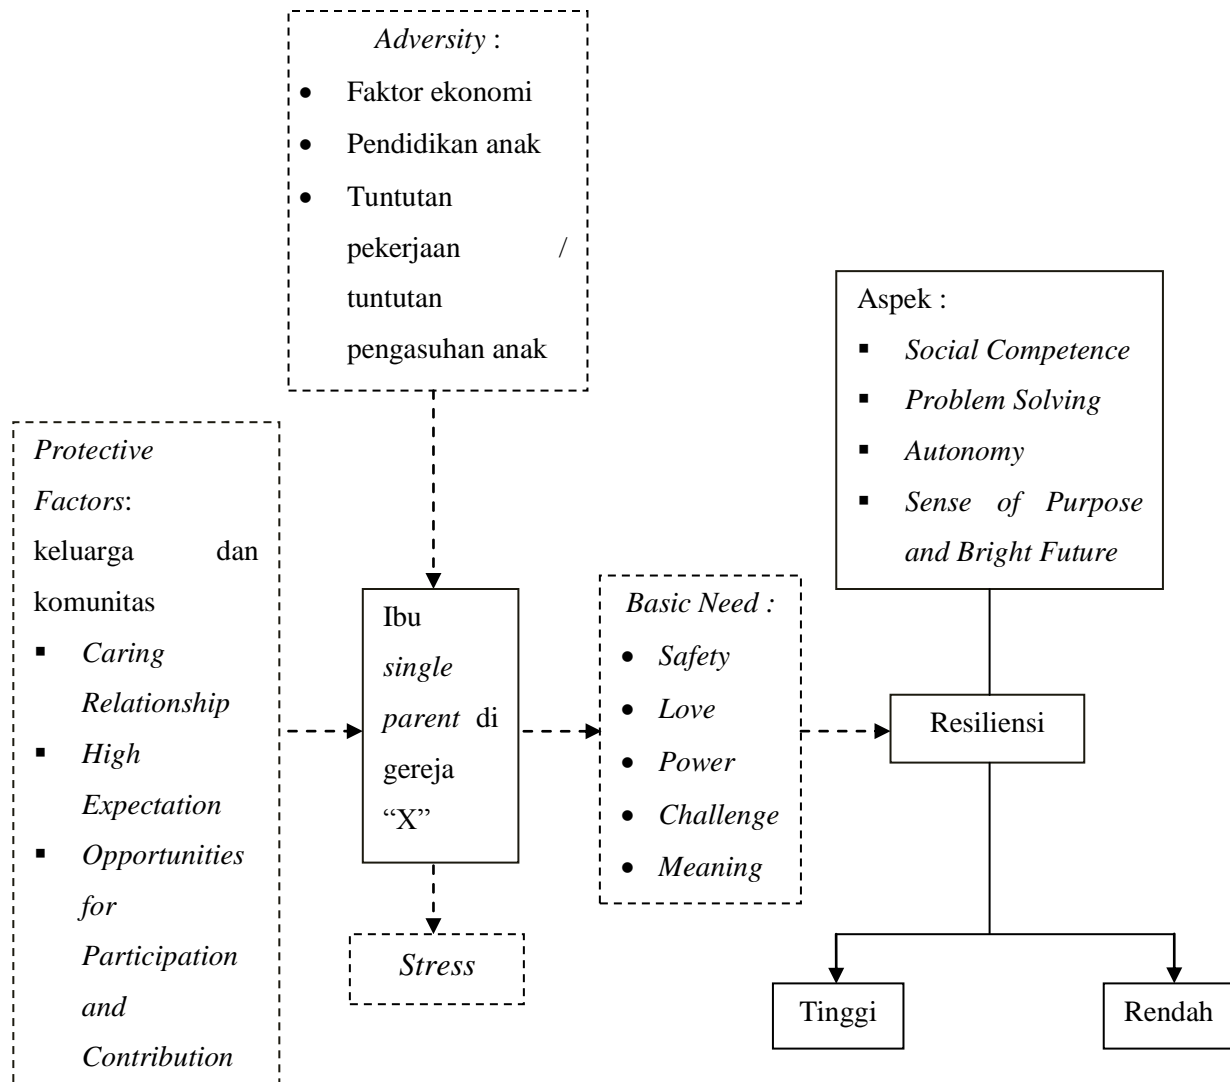 Adversity :
• Faktor ekonomi
• Pendidikan anak
• Tuntutan
pekerjaan /
tuntutan
pengasuhan anak
Aspek :
▪ Social Competence
▪ Problem Solving
▪ Autonomy
▪ Sense of Purpose
and Bright Future
Protective
Factors:
keluarga dan
komunitas
▪ Caring
Relationship
▪ High
Expectation
▪ Opportunities
for
Participation
and
Contribution
Ibu
single
parent di
gereja
“X”
Basic Need :
• Safety
• Love
• Power
• Challenge
• Meaning
Resiliensi
Stress
Tinggi
Rendah